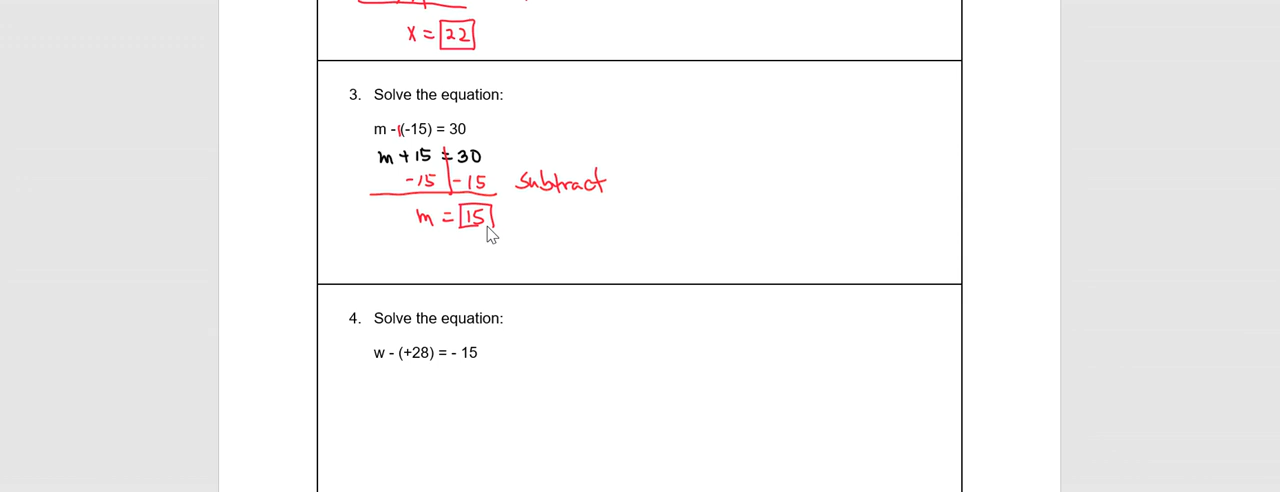 x = 22
3. Solve the equation:
m -1(-15) = 30
m + 15 = 30
-15 -15 subtract
m = 15
4. Solve the equation:
w - (+28) = - 15